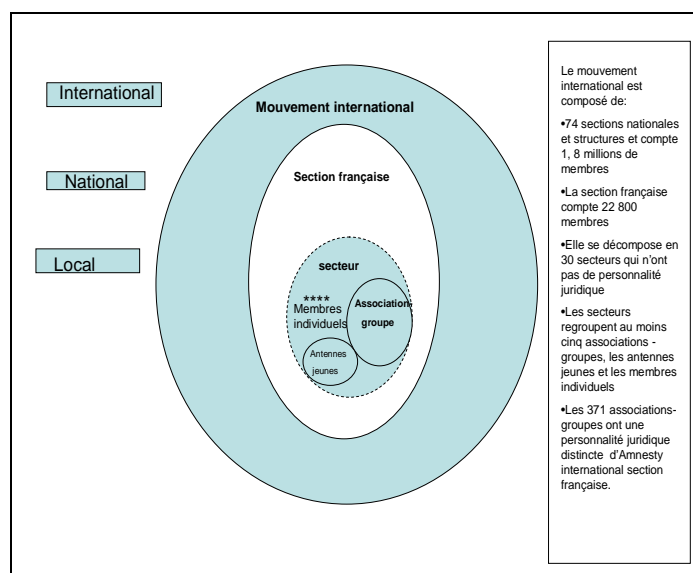 International
National
Local
Mouvement international
Section française
secteur
****
Membres
individuels
Association-
groupe
Antennes
jeunes
Le mouvement
international est
composé de:
•74 sections nationales
et structures et compte
1, 8 millions de
membres
•La section française
compte 22 800
membres
•Elle se décompose en
30 secteurs qui n’ont
pas de personnalité
juridique
•Les secteurs
regroupent au moins
cinq associations -
groupes, les antennes
jeunes et les membres
individuels
•Les 371 associations-
groupes ont une
personnalité juridique
distincte d’Amnesty
international section
française.